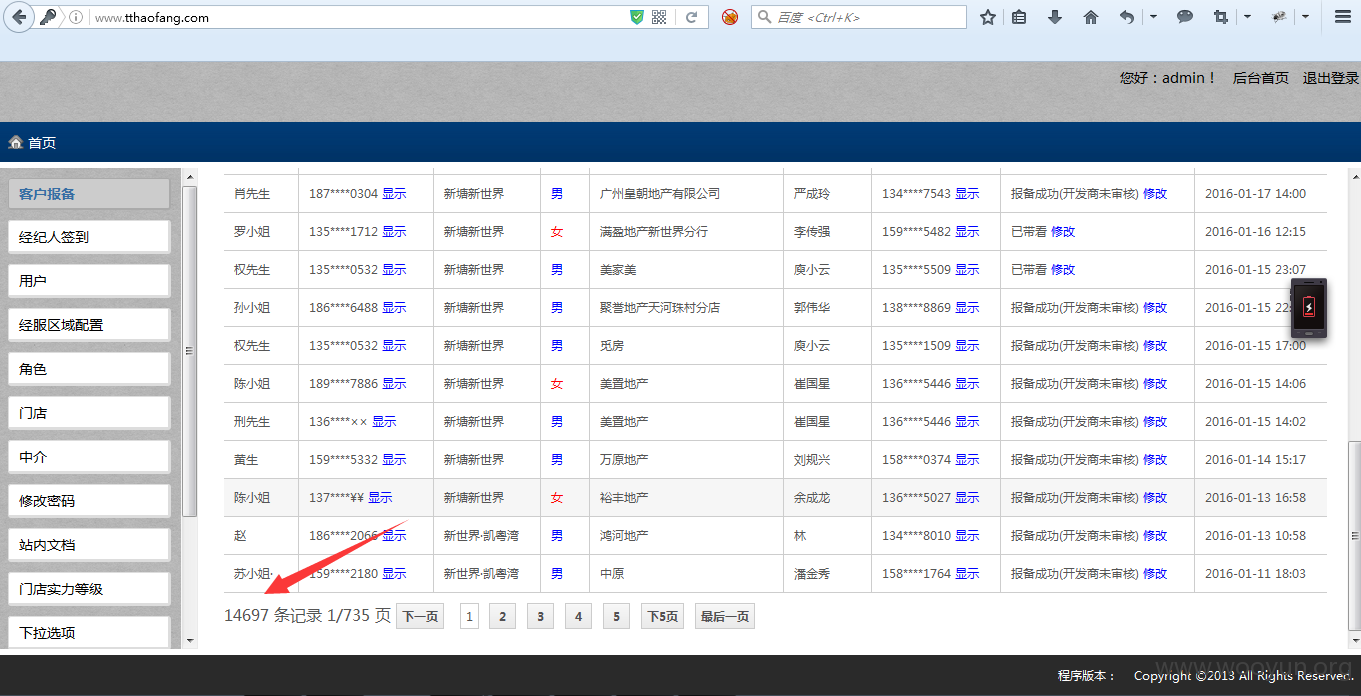 www.tthaofang.com
百度 <Ctrl+K>
您好：admin！ 后台首页 退出登录
首页
客户报备
经纪人签到
用户
经服区域配置
角色
门店
中介
修改密码
站内文档
门店实力等级
下拉选项
肖先生 187****0304 显示 新塘新世界 男 广州皇朝地产有限公司 严成玲 134****7543 显示 报备成功(开发商未审核) 修改 2016-01-17 14:00
罗小姐 135****1712 显示 新塘新世界 女 满盈地产新世界分行 李传强 159****5482 显示 已带看 修改 2016-01-16 12:15
权先生 135****0532 显示 新塘新世界 男 美家美 庾小云 135****5509 显示 已带看 修改 2016-01-15 23:07
孙小姐 186****6488 显示 新塘新世界 男 聚誉地产天河珠村分店 郭伟华 138****8869 显示 报备成功(开发商未审核) 修改 2016-01-15 22:
权先生 135****0532 显示 新塘新世界 男 觅房 庾小云 135****1509 显示 报备成功(开发商未审核) 修改 2016-01-15 17:00
陈小姐 189****7886 显示 新塘新世界 女 美置地产 崔国星 136****5446 显示 报备成功(开发商未审核) 修改 2016-01-15 14:06
刑先生 136****×× 显示 新塘新世界 男 美置地产 崔国星 136****5446 显示 报备成功(开发商未审核) 修改 2016-01-15 14:02
菌生 159****5332 显示 新塘新世界 男 万原地产 刘规兴 158****0374 显示 报备成功(开发商未审核) 修改 2016-01-14 15:17
陈小姐 137****¥¥ 显示 新塘新世界 女 裕丰地产 余成龙 136****5027 显示 报备成功(开发商未审核) 修改 2016-01-13 16:58
赵 186****2066 显示 新世界·凯粤湾 男 鸿河地产 林 134****8010 显示 报备成功(开发商未审核) 修改 2016-01-13 10:58
苏小姐· 159****2180 显示 新世界·凯粤湾 男 中原 潘金秀 158****1764 显示 报备成功(开发商未审核) 修改 2016-01-11 18:03
14697 条记录 1/735 页 下一页 1 2 3 4 5 下5页 最后一页
www.wooyun.org
程序版本： Copyright ©2013 All Rights Reserved.